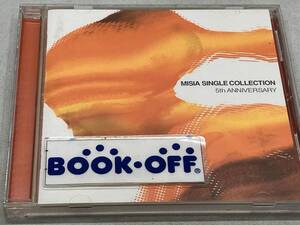 MISIA SINGLE COLLECTION
5th ANNIVERSARY
BOOK·OFF®